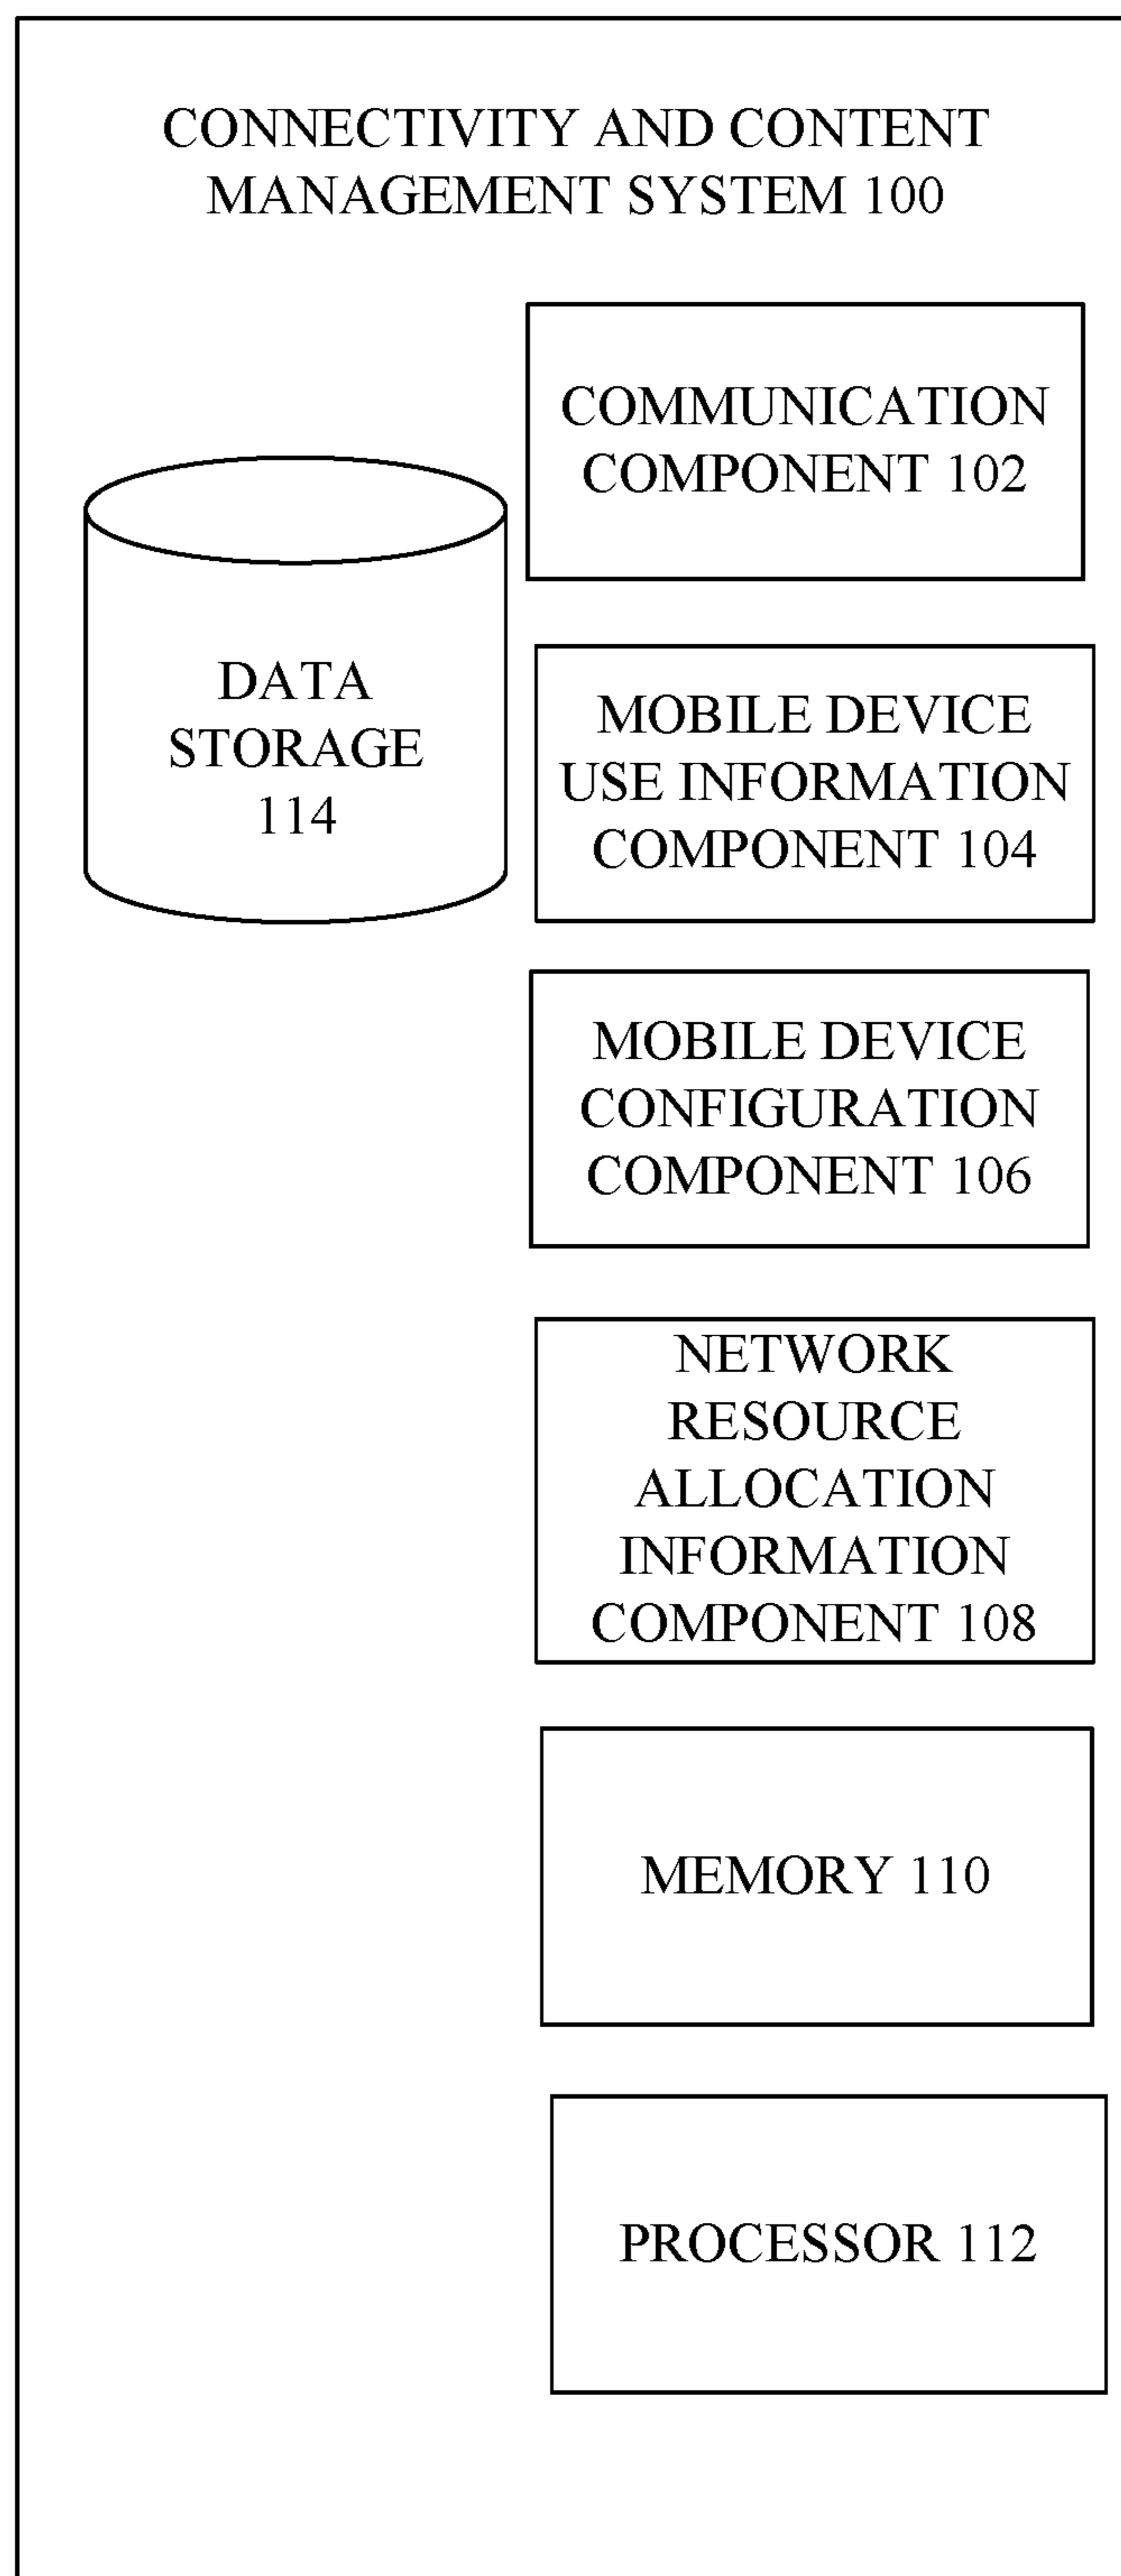 CONNECTIVITY AND CONTENT
MANAGEMENT SYSTEM 100
COMMUNICATION
COMPONENT 102
DATA
STORAGE
114
MOBILE DEVICE
USE INFORMATION
COMPONENT 104
MOBILE DEVICE
CONFIGURATION
COMPONENT 106
NETWORK
RESOURCE
ALLOCATION
INFORMATION
COMPONENT 108
MEMORY 110
PROCESSOR 112